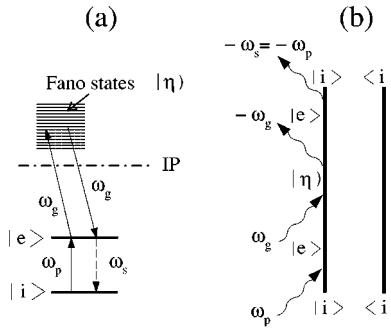 (a)
Fano states |η)
IP
ω_g
ω_g
|e>
ω_p
ω_s
|i>
(b)
− ω_s = − ω_p
|i> <i|
|e>
− ω_g
|η)
ω_g
|e>
ω_p
|i> <i|